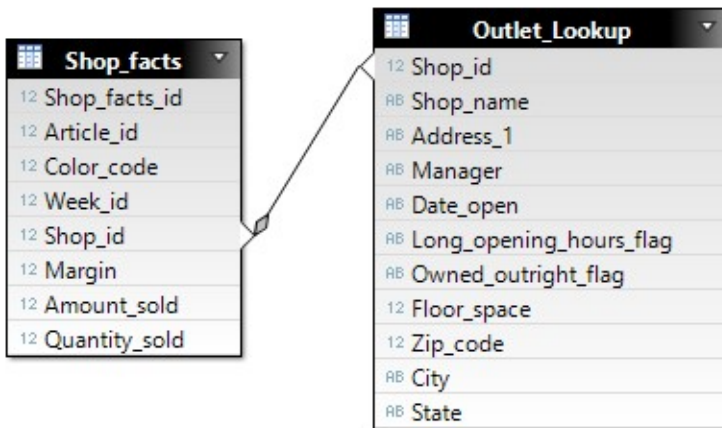 Shop_facts
12 Shop_facts_id
12 Article_id
12 Color_code
12 Week_id
12 Shop_id
12 Margin
12 Amount_sold
12 Quantity_sold
Outlet_Lookup
12 Shop_id
AB Shop_name
AB Address_1
AB Manager
AB Date_open
AB Long_opening_hours_flag
AB Owned_outright_flag
12 Floor_space
12 Zip_code
AB City
AB State